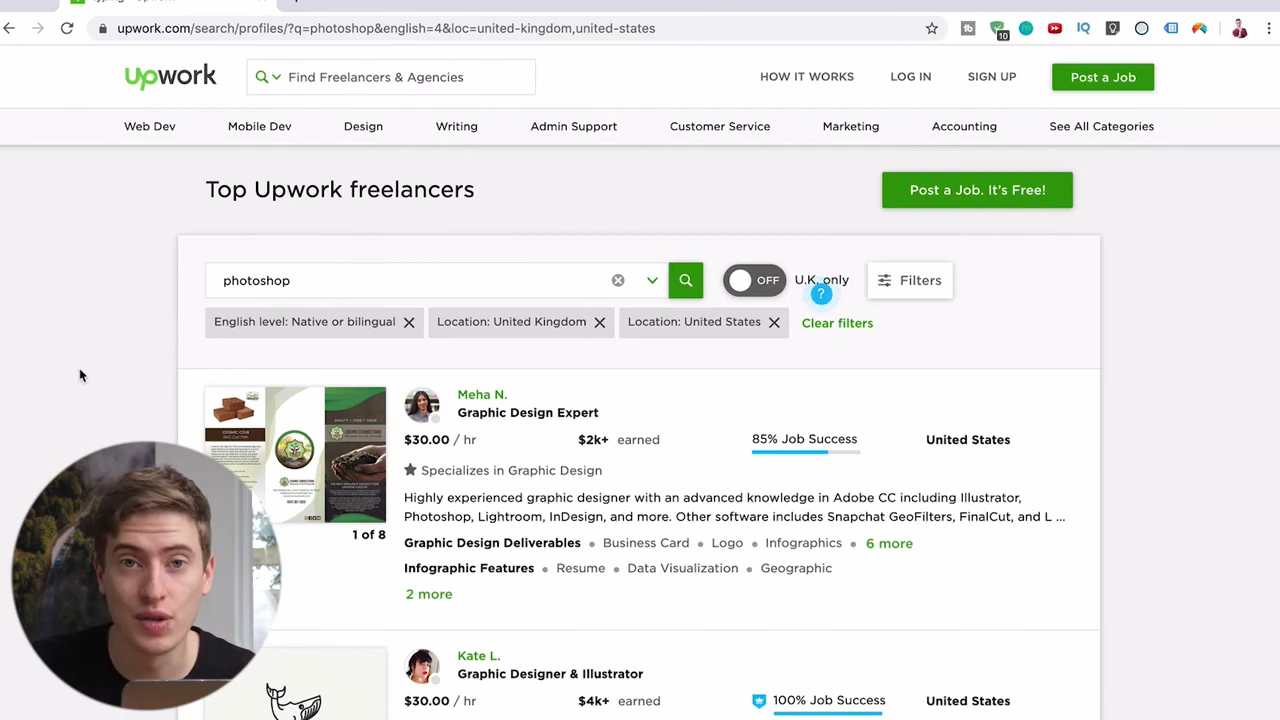 upwork.com/search/profiles/?q=photoshop&english=4&loc=united-kingdom,united-states
10
IQ
upwork
Find Freelancers & Agencies
HOW IT WORKS
LOG IN
SIGN UP
Post a Job
Web Dev
Mobile Dev
Design
Writing
Admin Support
Customer Service
Marketing
Accounting
See All Categories
Top Upwork freelancers
Post a Job. It's Free!
photoshop
OFF
U.K. only
?
Filters
English level: Native or bilingual
Location: United Kingdom
Location: United States
Clear filters
Meha N.
Graphic Design Expert
$30.00 / hr
$2k+ earned
85% Job Success
United States
Specializes in Graphic Design
Highly experienced graphic designer with an advanced knowledge in Adobe CC including Illustrator,
Photoshop, Lightroom, InDesign, and more. Other software includes Snapchat GeoFilters, FinalCut, and L ...
1 of 8
Graphic Design Deliverables • Business Card • Logo • Infographics • 6 more
Infographic Features • Resume • Data Visualization • Geographic
2 more
Kate L.
Graphic Designer & Illustrator
$30.00 / hr
$4k+ earned
100% Job Success
United States